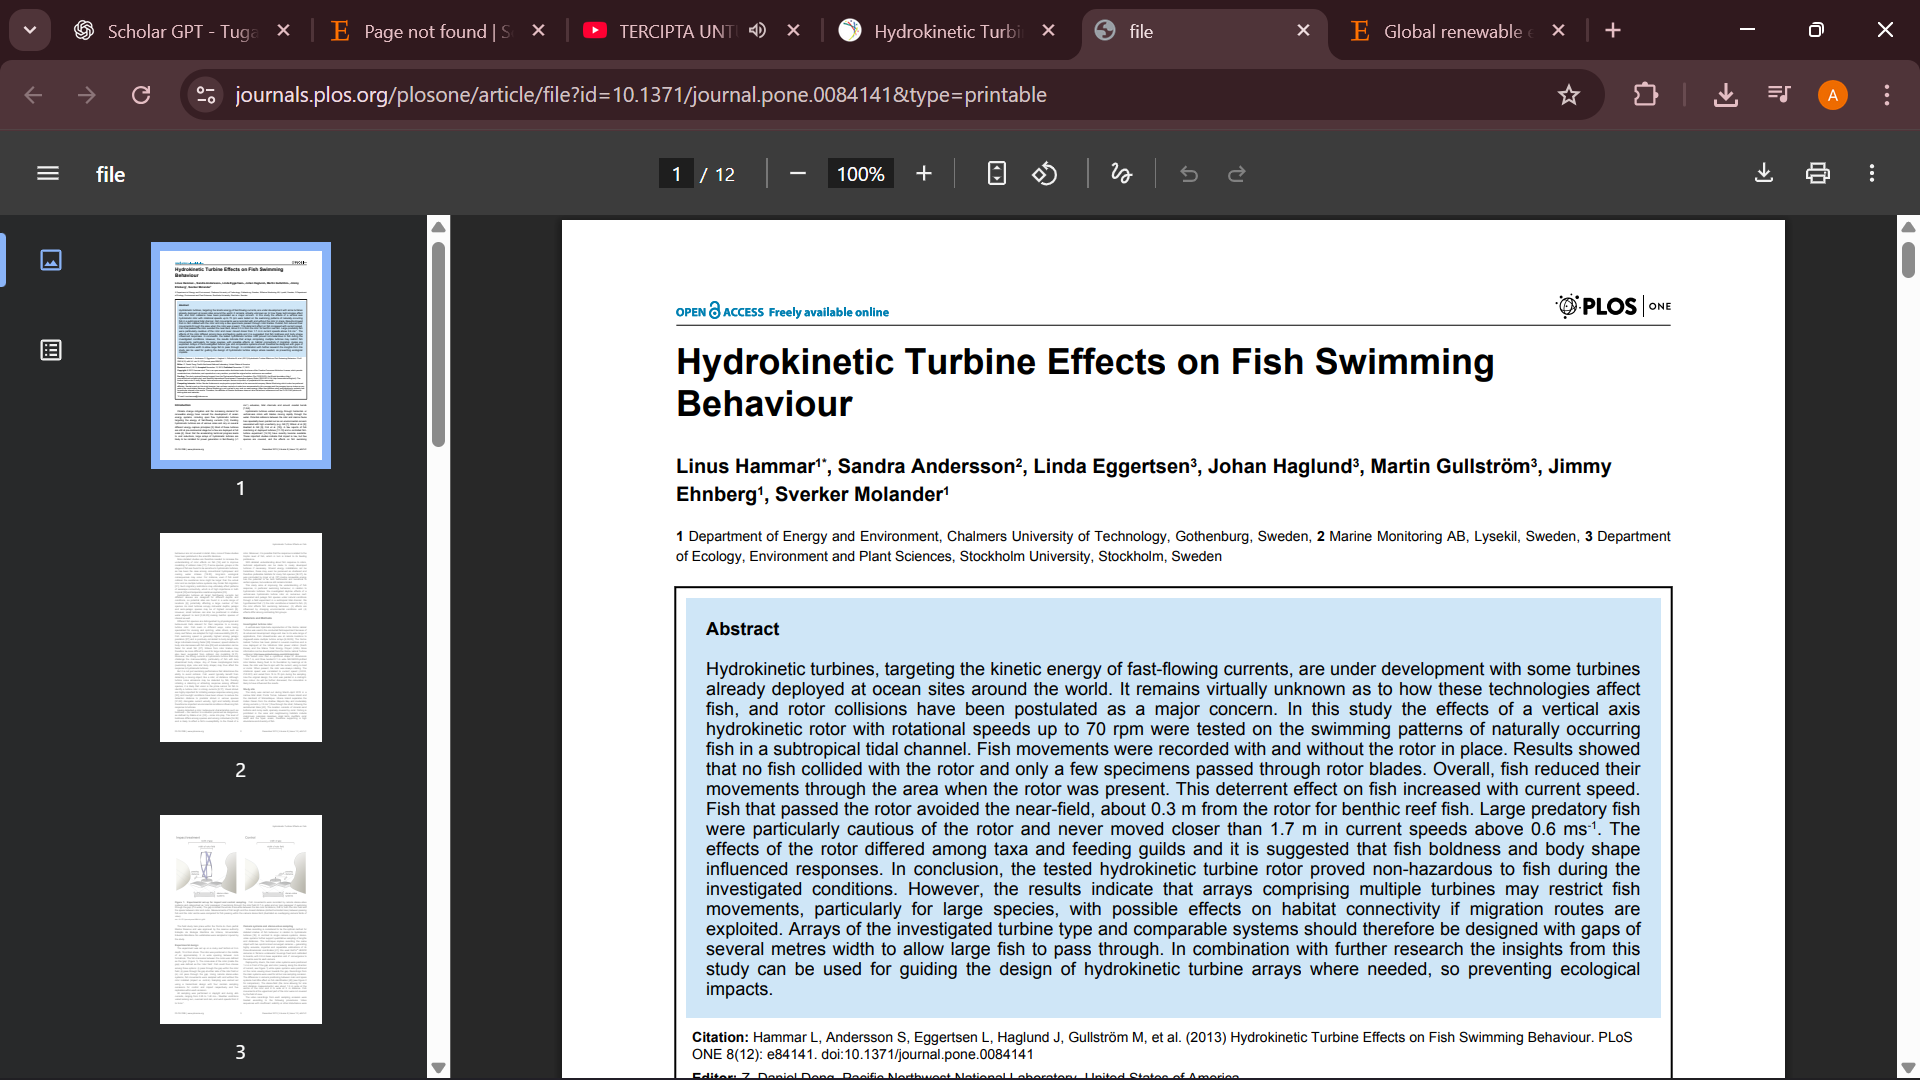 Scholar GPT - Tuga
Page not found | S
TERCIPTA UNT
Hydrokinetic Turbi
file
Global renewable e
journals.plos.org/plosone/article/file?id=10.1371/journal.pone.0084141&type=printable
A
file
1 / 12
100%
1
2
3
OPEN ACCESS Freely available online
PLOS ONE
Hydrokinetic Turbine Effects on Fish Swimming
Behaviour
Linus Hammar1*, Sandra Andersson2, Linda Eggertsen3, Johan Haglund3, Martin Gullström3, Jimmy
Ehnberg1, Sverker Molander1
1 Department of Energy and Environment, Chalmers University of Technology, Gothenburg, Sweden, 2 Marine Monitoring AB, Lysekil, Sweden, 3 Department
of Ecology, Environment and Plant Sciences, Stockholm University, Stockholm, Sweden
Abstract
Hydrokinetic turbines, targeting the kinetic energy of fast-flowing currents, are under development with some turbines
already deployed at ocean sites around the world. It remains virtually unknown as to how these technologies affect
fish, and rotor collisions have been postulated as a major concern. In this study the effects of a vertical axis
hydrokinetic rotor with rotational speeds up to 70 rpm were tested on the swimming patterns of naturally occurring
fish in a subtropical tidal channel. Fish movements were recorded with and without the rotor in place. Results showed
that no fish collided with the rotor and only a few specimens passed through rotor blades. Overall, fish reduced their
movements through the area when the rotor was present. This deterrent effect on fish increased with current speed.
Fish that passed the rotor avoided the near-field, about 0.3 m from the rotor for benthic reef fish. Large predatory fish
were particularly cautious of the rotor and never moved closer than 1.7 m in current speeds above 0.6 ms-1. The
effects of the rotor differed among taxa and feeding guilds and it is suggested that fish boldness and body shape
influenced responses. In conclusion, the tested hydrokinetic turbine rotor proved non-hazardous to fish during the
investigated conditions. However, the results indicate that arrays comprising multiple turbines may restrict fish
movements, particularly for large species, with possible effects on habitat connectivity if migration routes are
exploited. Arrays of the investigated turbine type and comparable systems should therefore be designed with gaps of
several metres width to allow large fish to pass through. In combination with further research the insights from this
study can be used for guiding the design of hydrokinetic turbine arrays where needed, so preventing ecological
impacts.
Citation: Hammar L, Andersson S, Eggertsen L, Haglund J, Gullström M, et al. (2013) Hydrokinetic Turbine Effects on Fish Swimming Behaviour. PLoS
ONE 8(12): e84141. doi:10.1371/journal.pone.0084141
Editor: Z. Daniel Deng, Pacific Northwest National Laboratory, United States of America